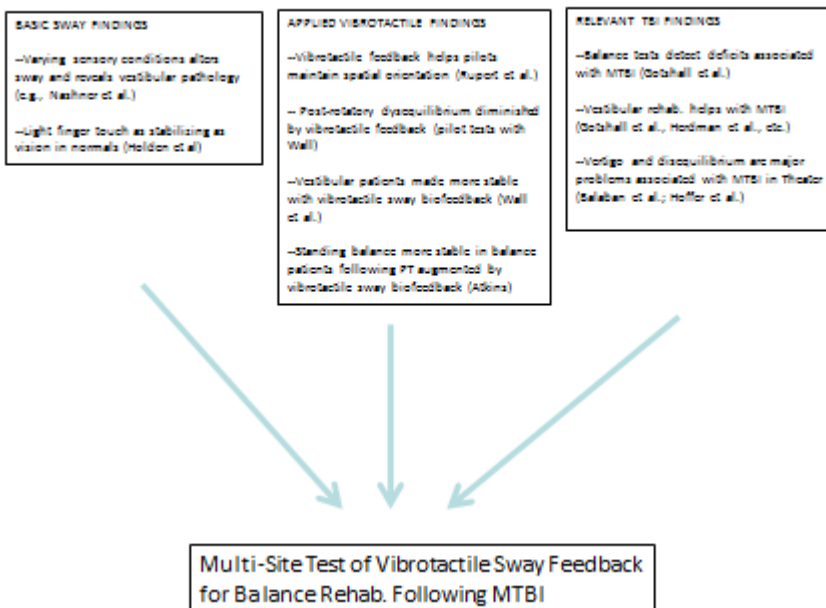 BASIC SWAY FINDINGS
--Varying sensory conditions alters
sway and reveals vestibular pathology
(e.g., Nashner et al.)
--Light finger touch as stabilizing as
vision in normals (Holden et al)
APPLIED VIBROTACTILE FINDINGS
--Vibrotactile feedback helps pilots
maintain spatial orientation (Rupert et al.)
-- Post-rotatory dysequilibrium diminished
by vibrotactile feedback (pilot tests with
Wall)
--Vestibular patients made more stable
with vibrotactile sway biofeedback (Wall
et al.)
--Standing balance more stable in balance
patients following PT augmented by
vibrotactile sway biofeedback (Atkins)
RELEVANT TBI FINDINGS
--Balance tests detect deficits associated
with MTBI (Gotshall et al.)
--Vestibular rehab. helps with MTBI
(Gotshall et al., Herdman et al., etc.)
--Vertigo and disequilibrium are major
problems associated with MTBI in Theater
(Balaban et al.; Hoffer et al.)
Multi-Site Test of Vibrotactile Sway Feedback
for Balance Rehab. Following MTBI